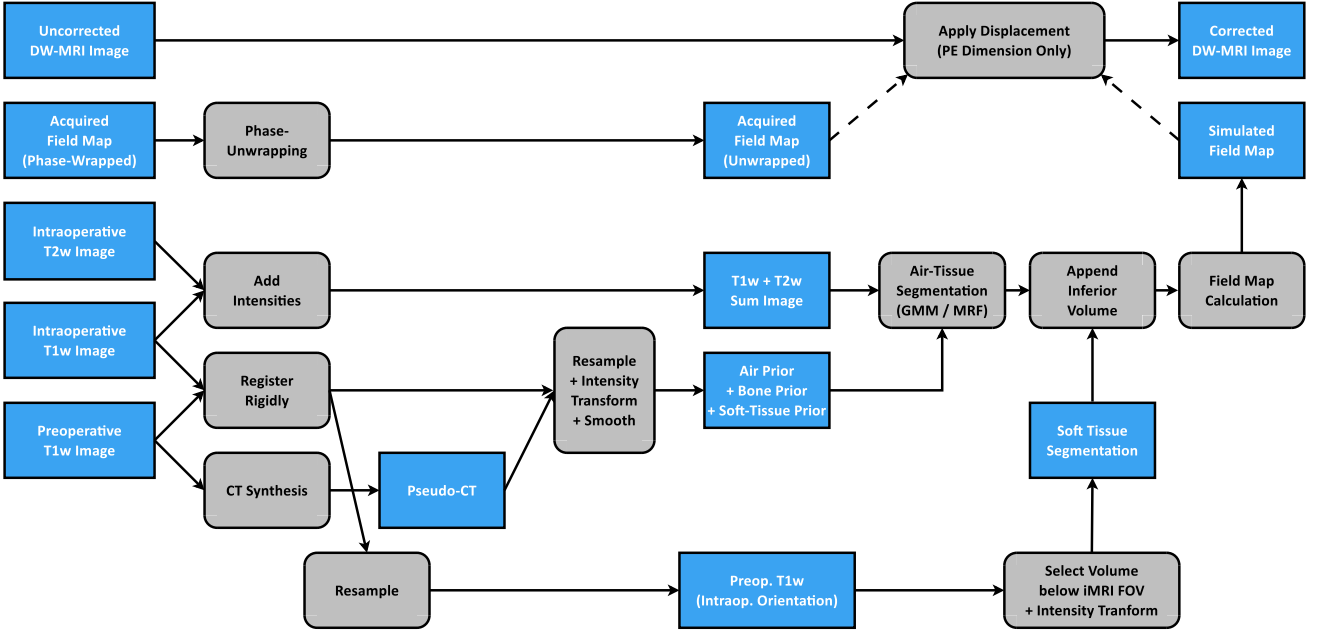 Uncorrected
DW-MRI Image
Apply Displacement
(PE Dimension Only)
Corrected
DW-MRI Image
Acquired
Field Map
(Phase-Wrapped)
Phase-
Unwrapping
Acquired
Field Map
(Unwrapped)
Simulated
Field Map
Intraoperative
T2w Image
Add
Intensities
T1w + T2w
Sum Image
Air-Tissue
Segmentation
(GMM / MRF)
Append
Inferior
Volume
Field Map
Calculation
Intraoperative
T1w Image
Register
Rigidly
Resample
+ Intensity
Transform
+ Smooth
Air Prior
+ Bone Prior
+ Soft-Tissue Prior
Preoperative
T1w Image
Soft Tissue
Segmentation
CT Synthesis
Pseudo-CT
Resample
Preop. T1w
(Intraop. Orientation)
Select Volume
below iMRI FOV
+ Intensity Tranform